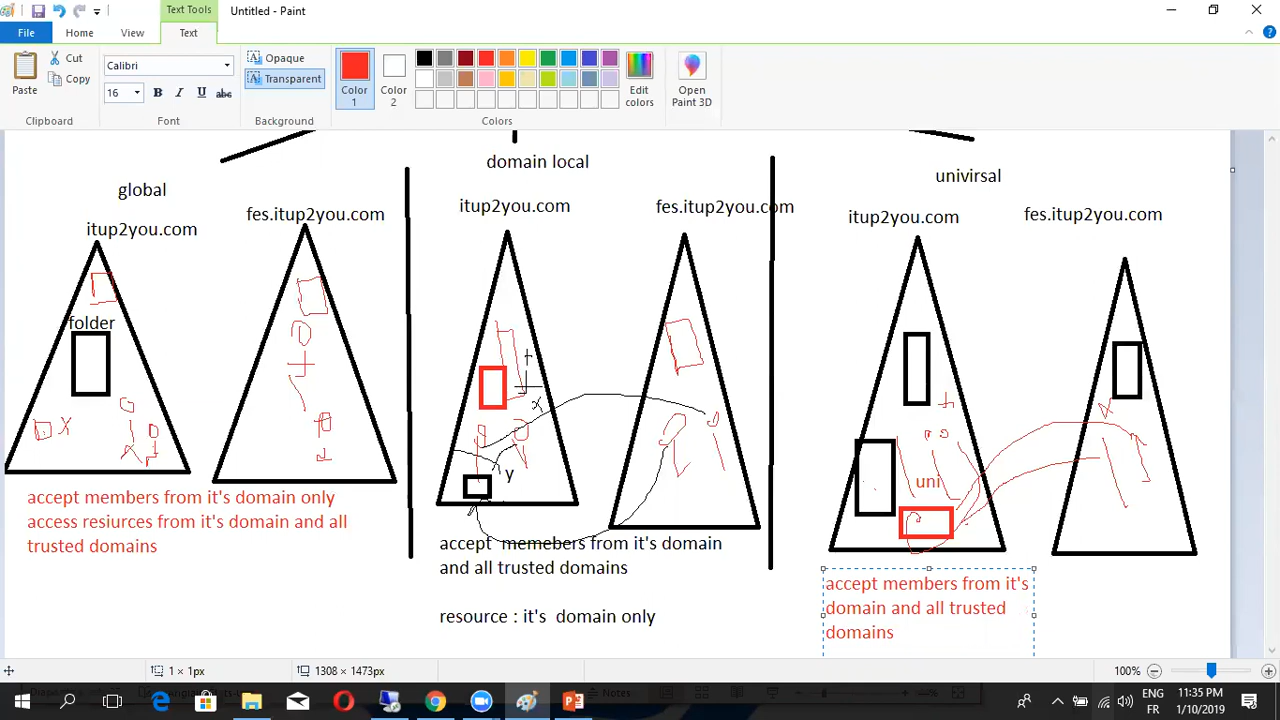 Text Tools
Untitled - Paint
File
Home
View
Text
Paste
Cut
Copy
Calibri
16
B
I
U
abc
Opaque
Transparent
Color
1
Color
2
Edit
colors
Open
Paint 3D
Clipboard
Font
Background
Colors
global
domain local
univirsal
itup2you.com
fes.itup2you.com
itup2you.com
fes.itup2you.com
itup2you.com
fes.itup2you.com
folder
x
y
uni
accept members from it's domain only
access resiurces from it's domain and all
trusted domains
accept memebers from it's domain
and all trusted domains
resource : it's domain only
accept members from it's
domain and all trusted
domains
1 × 1px
1308 × 1473px
100%
Notes
ENG
FR
11:35 PM
1/10/2019